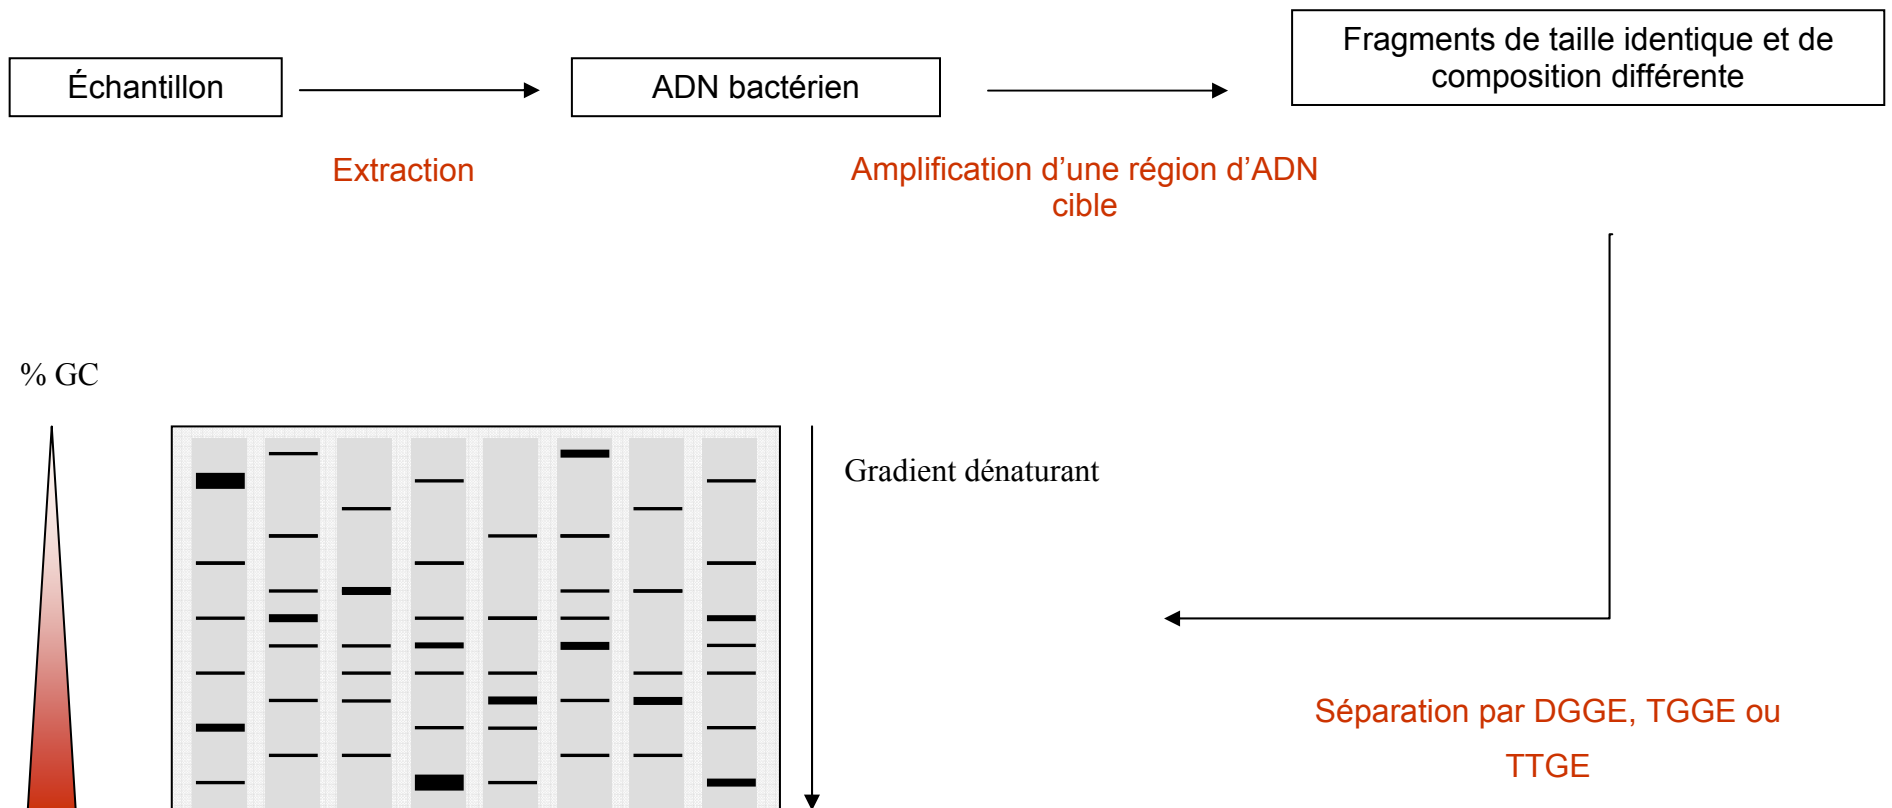 Échantillon
ADN bactérien
Fragments de taille identique et de
composition différente
Extraction
Amplification d’une région d’ADN
cible
% GC
Gradient dénaturant
Séparation par DGGE, TGGE ou
TTGE